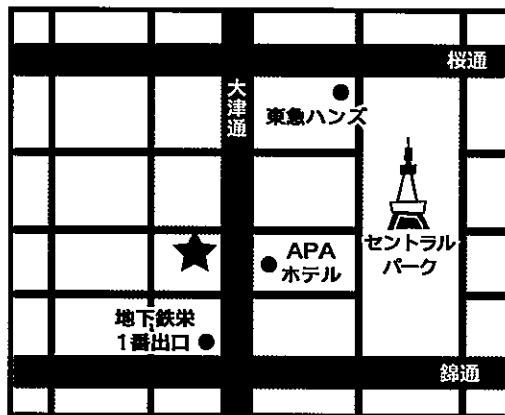 桜通
大津通
東急ハンズ
セントラル
パーク
APA
ホテル
地下鉄栄
1番出口
錦通